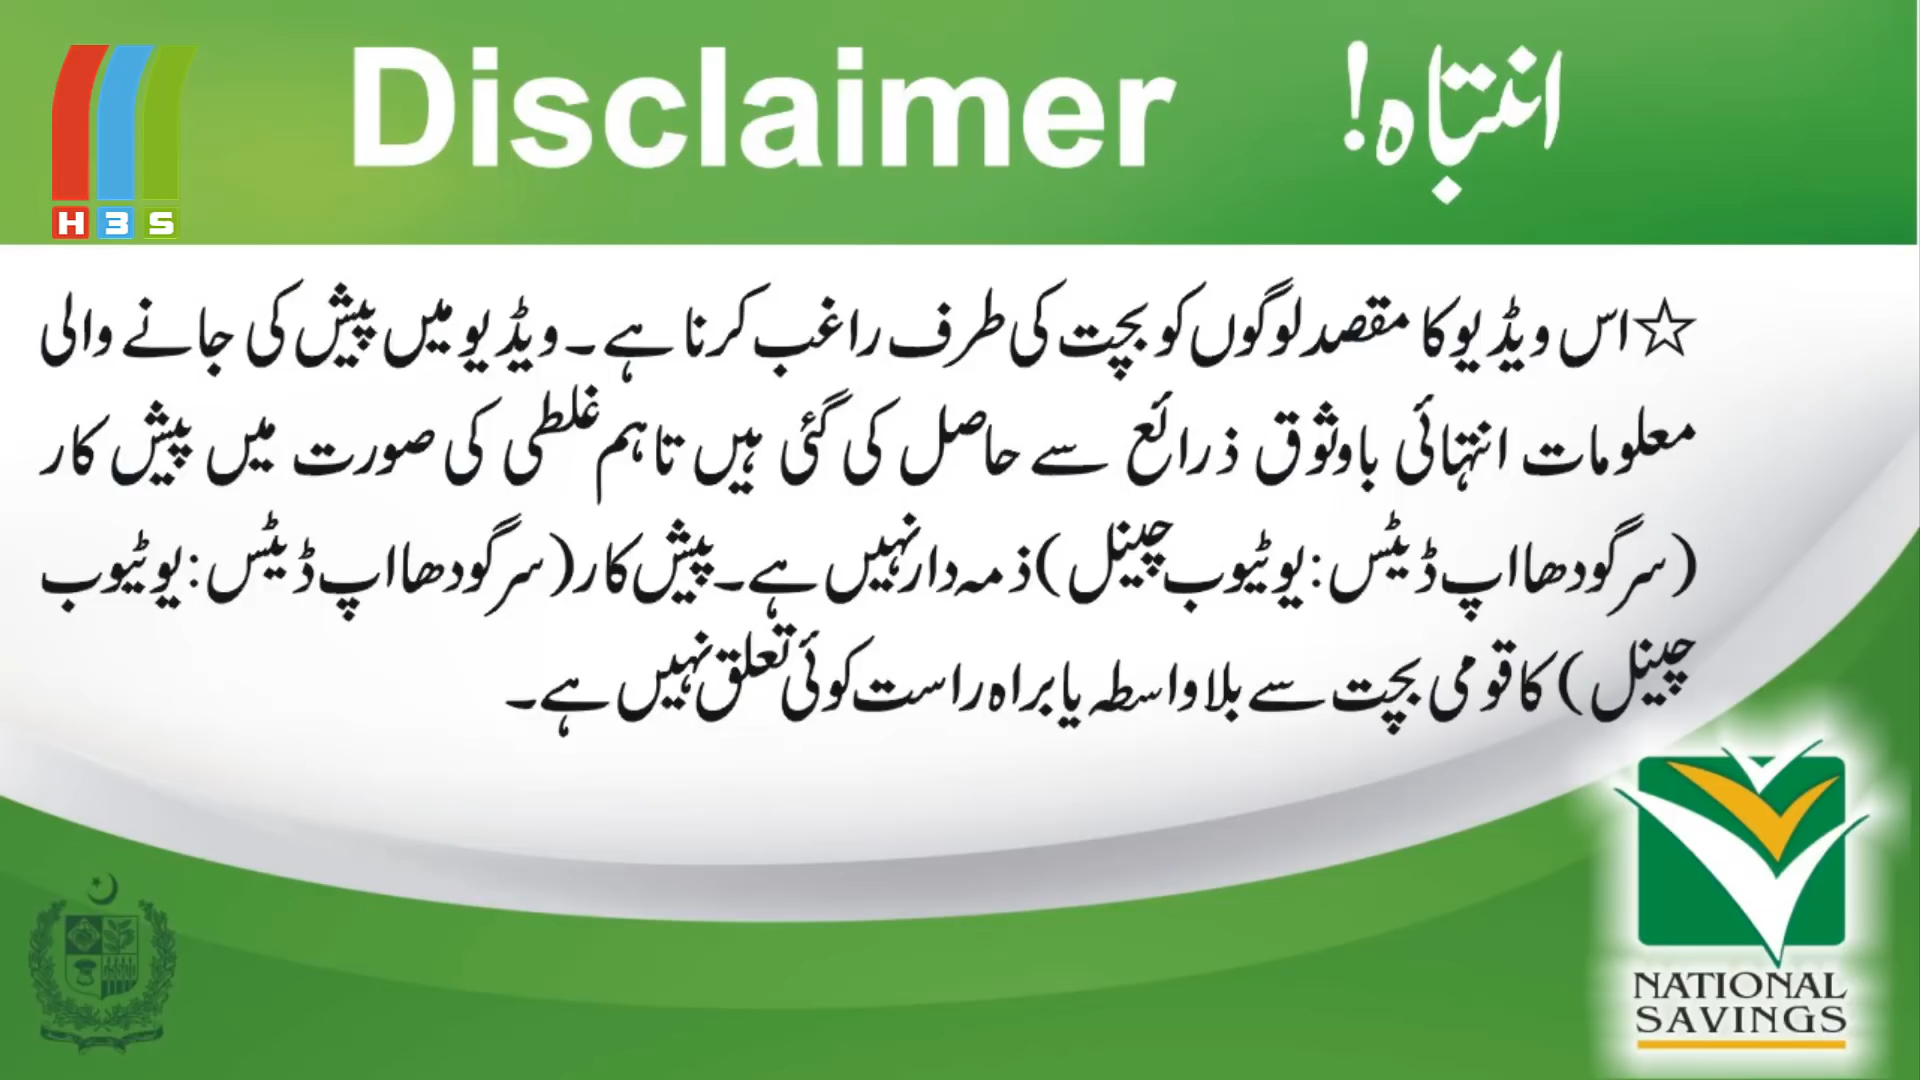 Disclaimer
انتباہ!
H3S
☆اس ویڈیو کا مقصد لوگوں کو بچت کی طرف راغب کرنا ہے۔ ویڈیو میں پیش کی جانے والی
معلومات انتہائی باوثوق ذرائع سے حاصل کی گئی ہیں تاہم غلطی کی صورت میں پیش کار
(سرگودھا اپ ڈیٹس: یوٹیوب چینل) ذمہ دار نہیں ہے۔ پیش کار (سرگودھا اپ ڈیٹس: یوٹیوب
چینل) کا قومی بچت سے بلاواسطہ یا براہ راست کوئی تعلق نہیں ہے۔
NATIONAL
SAVINGS